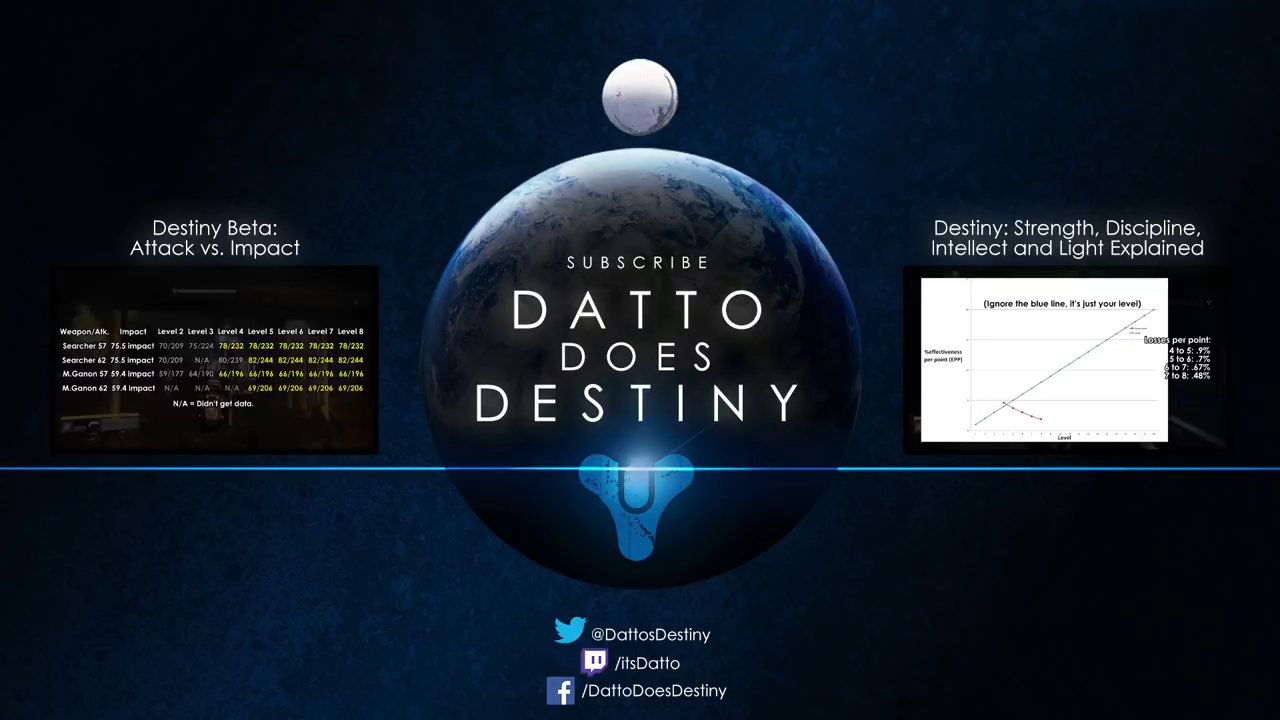 Destiny Beta:
Attack vs. Impact
Weapon/Atk. Impact Level 2 Level 3 Level 4 Level 5 Level 6 Level 7 Level 8
Searcher 57 75.5 impact 70/209 75/224 78/232 78/232 78/232 78/232 78/232
Searcher 62 75.5 impact 70/209 N/A 80/239 82/244 82/244 82/244 82/244
M.Ganon 57 59.4 impact 59/177 64/190 66/196 66/196 66/196 66/196 66/196
M.Ganon 62 59.4 impact N/A N/A N/A 69/206 69/206 69/206 69/206
N/A = Didn't get data.
SUBSCRIBE
DATTO
DOES
DESTINY
Destiny: Strength, Discipline,
Intellect and Light Explained
(Ignore the blue line, it's just your level)
%effectiveness
per point (EPP)
Level
Losses per point:
4 to 5: .9%
5 to 6: .7%
6 to 7: .67%
7 to 8: .48%
@DattosDestiny
/itsDatto
/DattoDoesDestiny